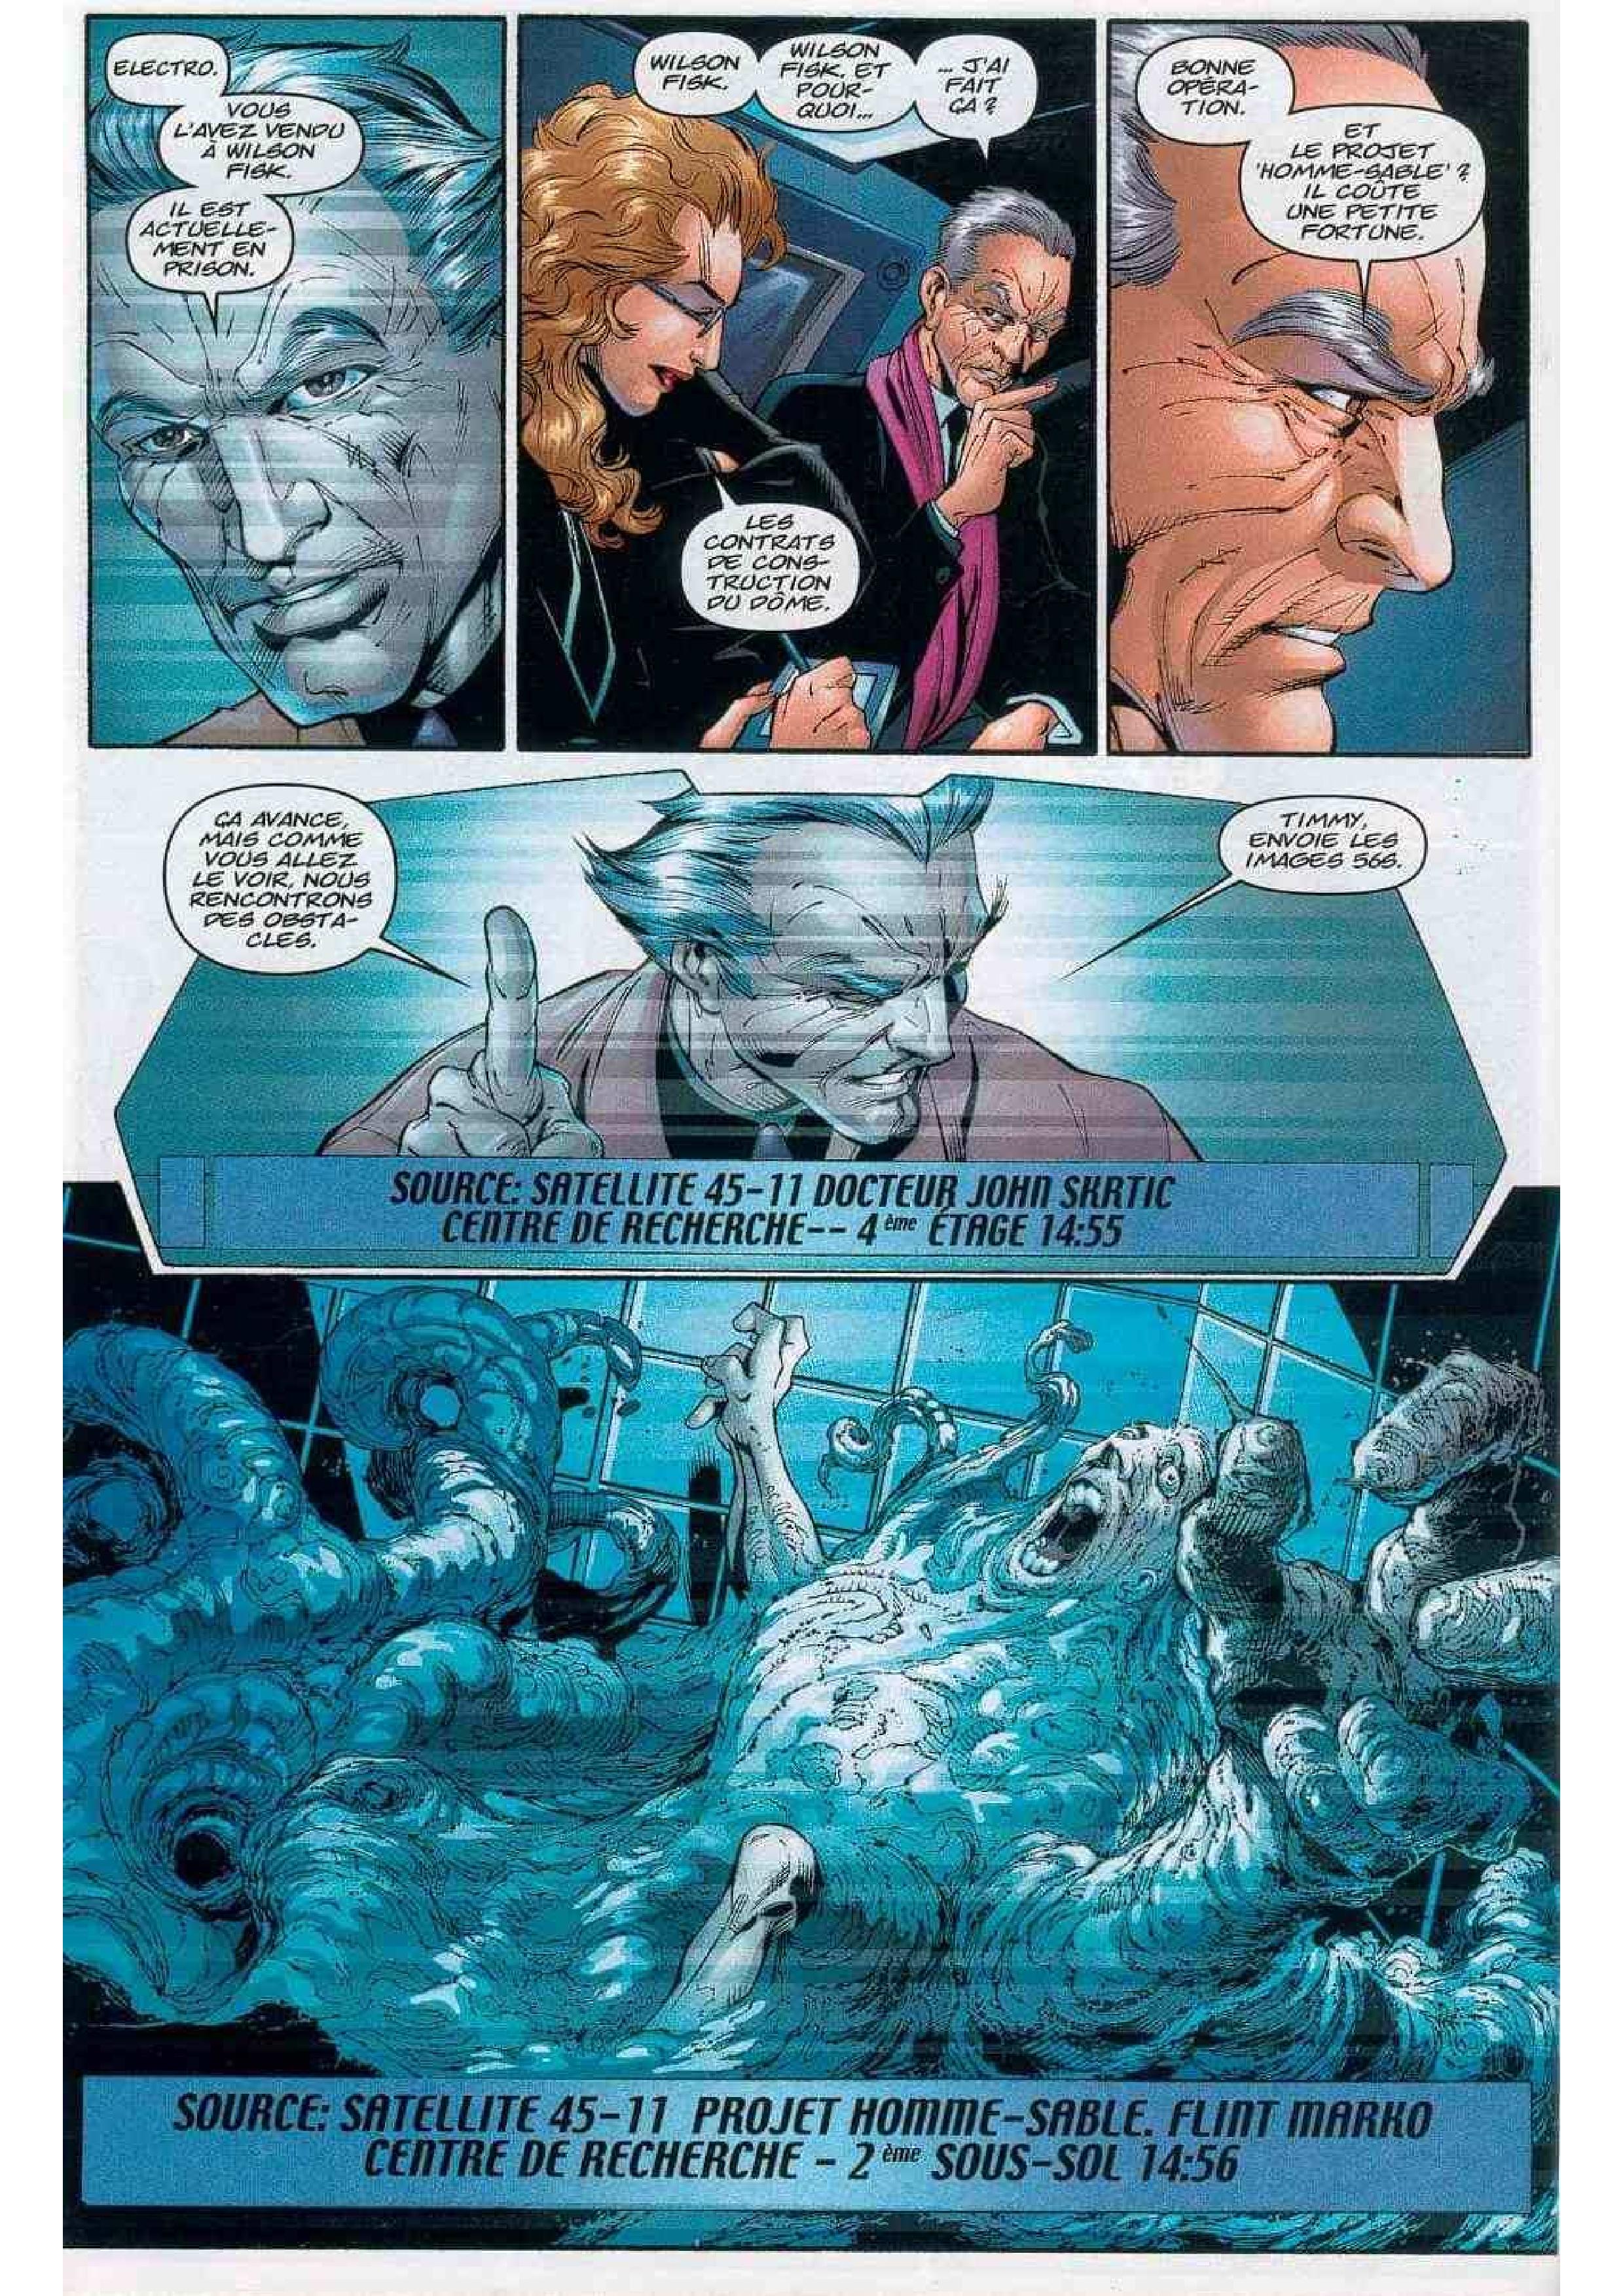 ELECTRO.
VOUS
L'AVEZ VENDU
À WILSON
FISK.
IL EST
ACTUELLE-
MENT EN
PRISON.
WILSON
FISK.
WILSON
FISK. ET
POUR-
QUOI...
... J'AI
FAIT
ÇA ?
LES
CONTRATS
DE CONS-
TRUCTION
DU DÔME.
BONNE
OPÉRA-
TION.
ET
LE PROJET
'HOMME-SABLE' ?
IL COÛTE
UNE PETITE
FORTUNE.
ÇA AVANCE,
MAIS COMME
VOUS ALLEZ
LE VOIR, NOUS
RENCONTRONS
DES OBSTA-
CLES.
TIMMY,
ENVOIE LES
IMAGES 566.
SOURCE: SATELLITE 45-11 DOCTEUR JOHN SKRTIC
CENTRE DE RECHERCHE-- 4ème ÉTAGE 14:55
SOURCE: SATELLITE 45-11 PROJET HOMME-SABLE. FLINT MARKO
CENTRE DE RECHERCHE - 2ème SOUS-SOL 14:56